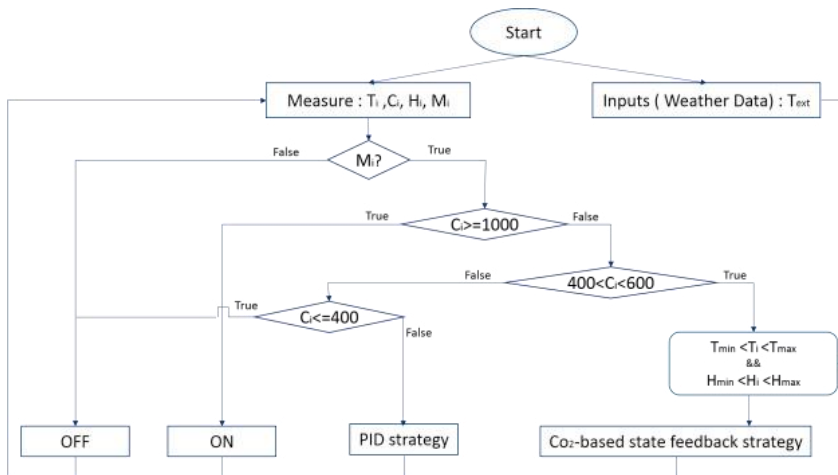 Start
Measure : Ti ,Ci, Hi, Mi
Inputs ( Weather Data) : Text
False
True
Mi?
True
False
Ci>=1000
False
True
400<Ci<600
True
Ci<=400
False
Tmin <Ti <Tmax
&&
Hmin <Hi <Hmax
OFF
ON
PID strategy
Co2-based state feedback strategy